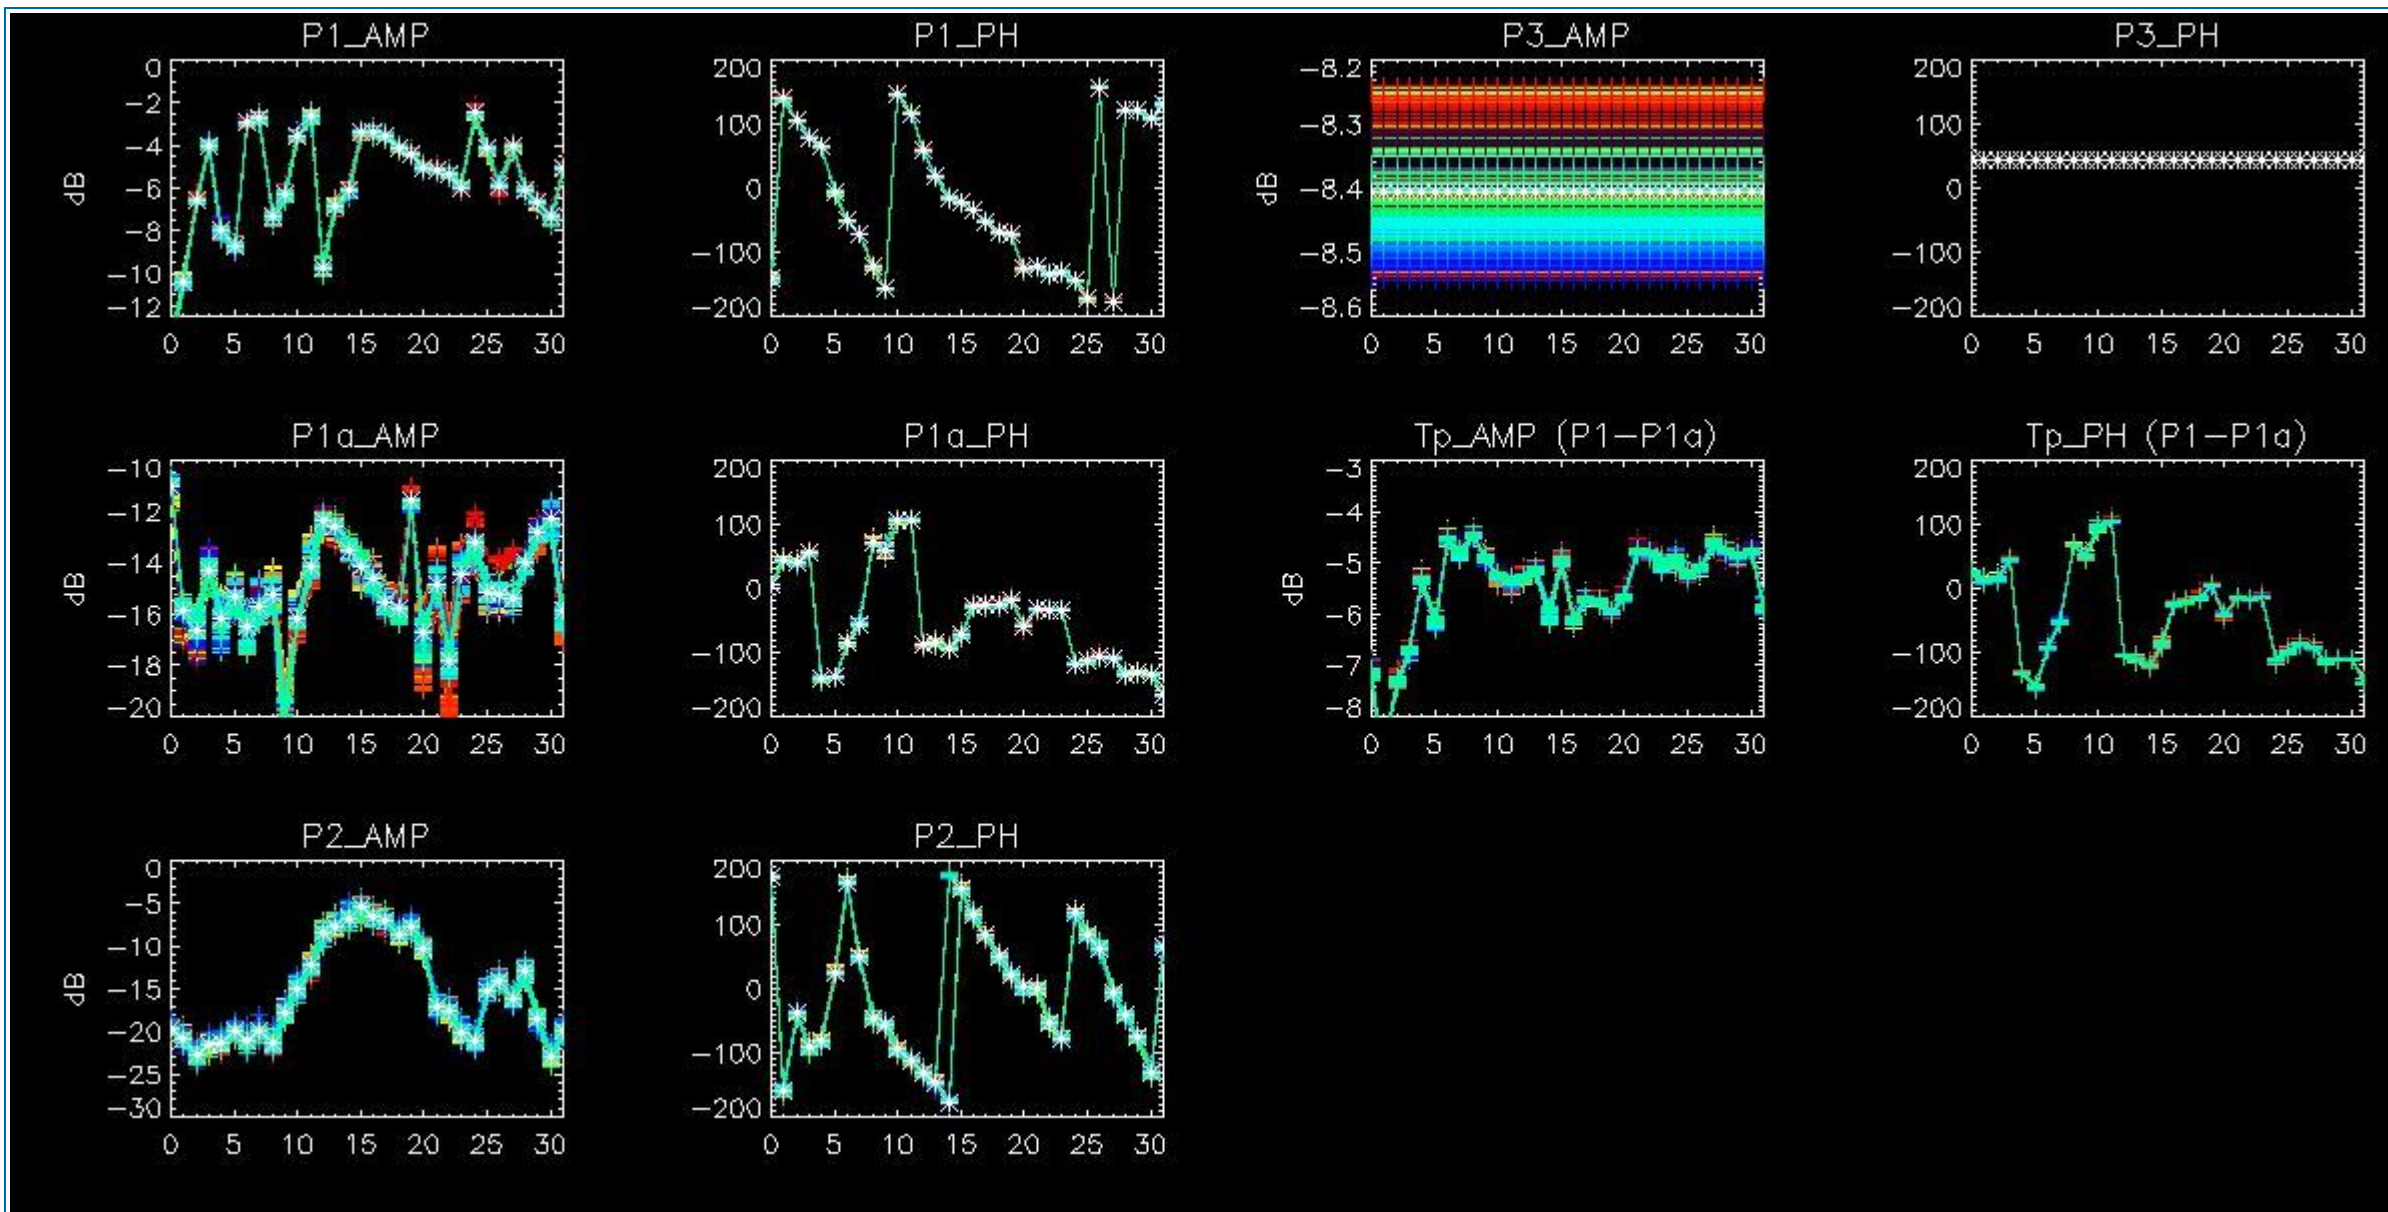 P1_AMP
0
−2
−4
−6
−8
−10
−12
dB
0 5 10 15 20 25 30
P1_PH
200
100
0
−100
−200
0 5 10 15 20 25 30
P3_AMP
−8.2
−8.3
−8.4
−8.5
−8.6
dB
0 5 10 15 20 25 30
P3_PH
200
100
0
−100
−200
0 5 10 15 20 25 30
P1a_AMP
−10
−12
−14
−16
−18
−20
dB
0 5 10 15 20 25 30
P1a_PH
200
100
0
−100
−200
0 5 10 15 20 25 30
Tp_AMP (P1−P1a)
−3
−4
−5
−6
−7
−8
dB
0 5 10 15 20 25 30
Tp_PH (P1−P1a)
200
100
0
−100
−200
0 5 10 15 20 25 30
P2_AMP
0
−5
−10
−15
−20
−25
−30
dB
0 5 10 15 20 25 30
P2_PH
200
100
0
−100
−200
0 5 10 15 20 25 30